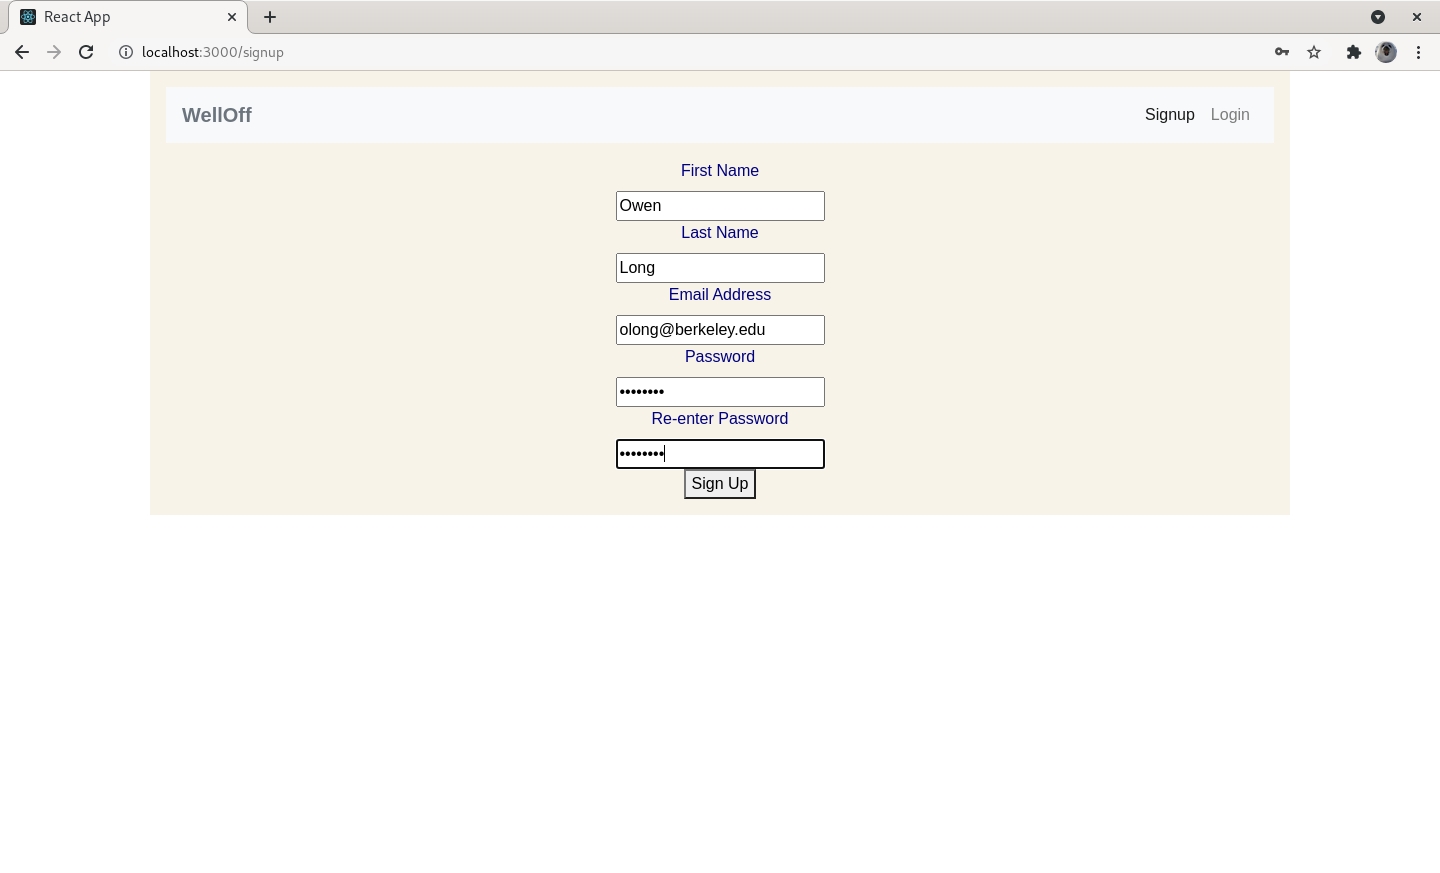 React App
localhost:3000/signup
WellOff
Signup Login
First Name
Owen
Last Name
Long
Email Address
olong@berkeley.edu
Password
••••••••
Re-enter Password
••••••••
Sign Up